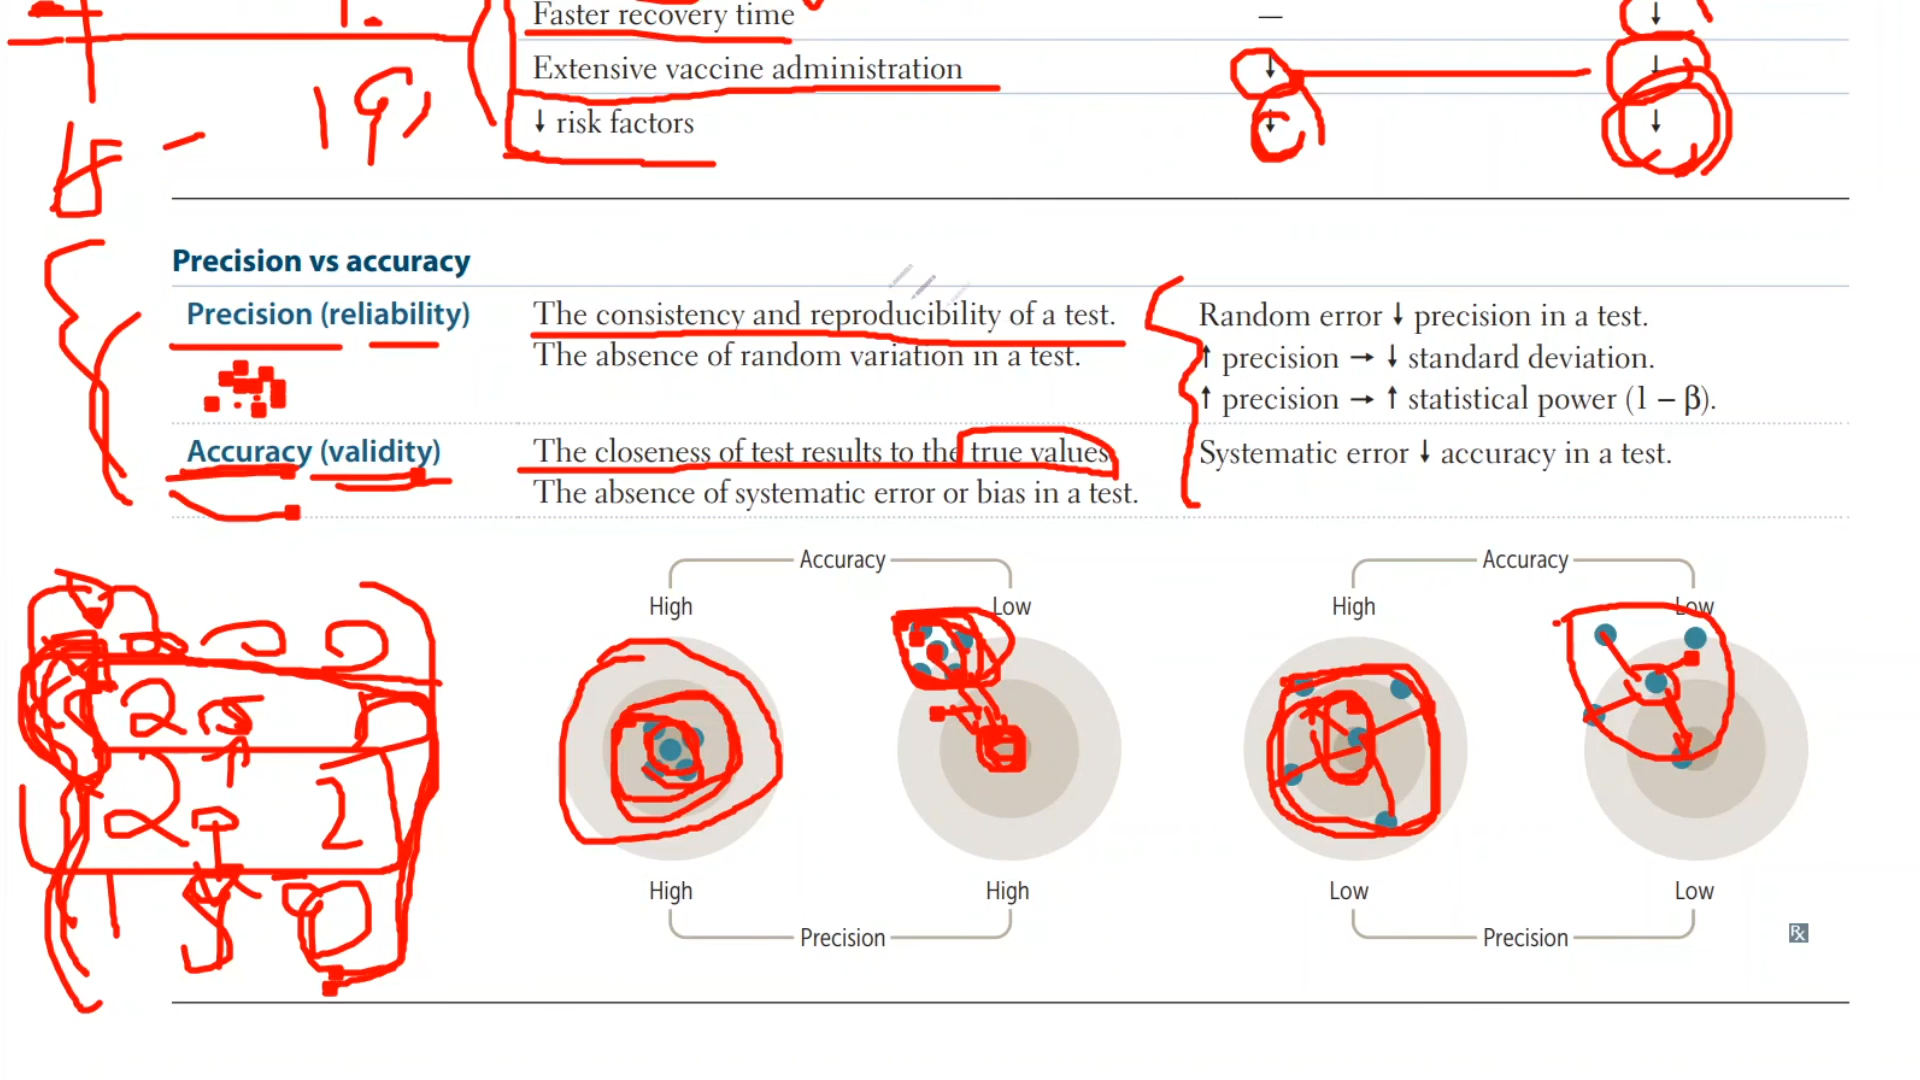 Faster recovery time — ↓
Extensive vaccine administration ↓ ↓
↓ risk factors ↓ ↓
Precision vs accuracy
Precision (reliability) The consistency and reproducibility of a test. Random error ↓ precision in a test.
The absence of random variation in a test. ↑ precision → ↓ standard deviation.
↑ precision → ↑ statistical power (1 – β).
Accuracy (validity) The closeness of test results to the true values. Systematic error ↓ accuracy in a test.
The absence of systematic error or bias in a test.
Accuracy Accuracy
High Low High Low
High High Low Low
Precision Precision
Rx